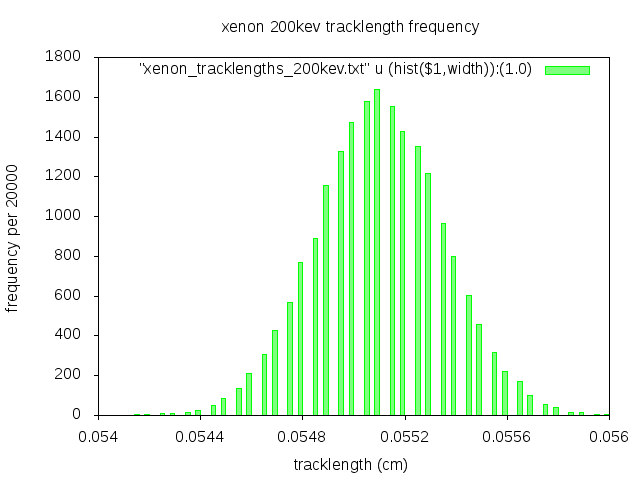 xenon 200kev tracklength frequency
"xenon_tracklengths_200kev.txt" u (hist($1,width)):(1.0)
1800
1600
1400
1200
1000
800
600
400
200
0
frequency per 20000
0.054 0.0544 0.0548 0.0552 0.0556 0.056
tracklength (cm)